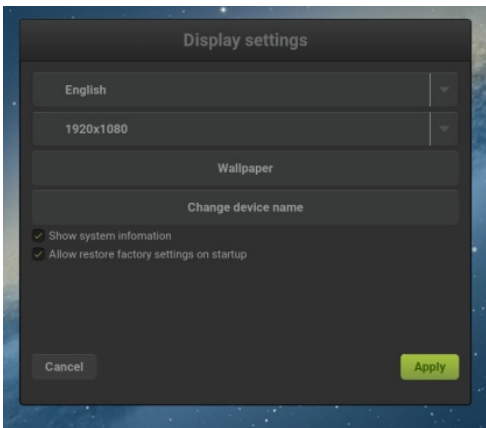 Display settings
English
1920x1080
Wallpaper
Change device name
Show system infomation
Allow restore factory settings on startup
Cancel
Apply